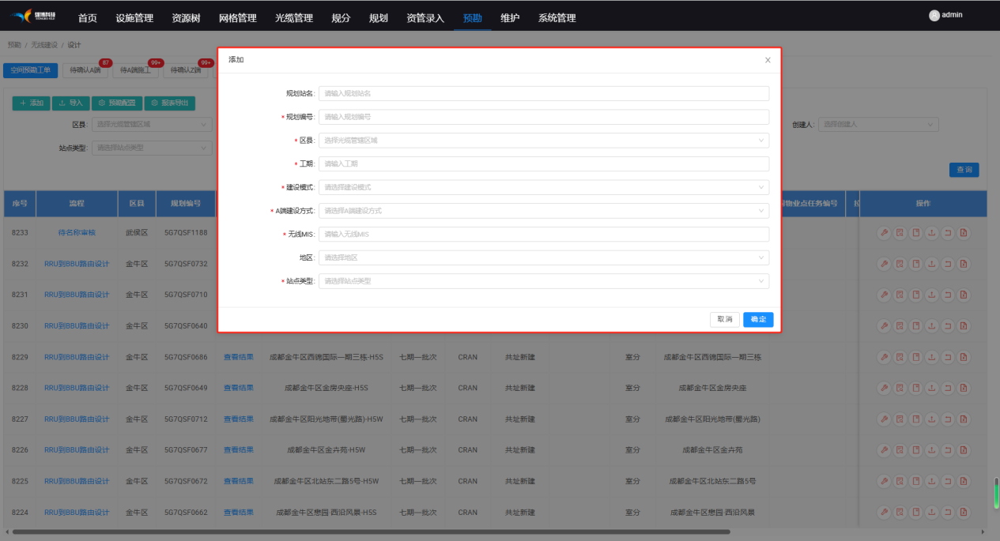 首页 设施管理 资源树 网格管理 光缆管理 规分 规划 资管录入 预勘 维护 系统管理 admin
预勘 / 无线建设 / 设计
空间预勘工单 待确认A端 87 待A端施工 99+ 待确认Z端 99+
添加
添加 导入 预勘配置 报表导出
规划站名: 请输入规划站名
* 规划编号: 请输入规划编号
区县: 选择光缆管辖区域
创建人: 选择创建人
* 区县: 选择光缆管辖区域
站点类型: 请选择站点类型
* 工期: 请输入工期
查 询
* 建设模式: 请选择建设模式
* A端建设方式: 请选择A端建设方式
* 无线MIS: 请输入无线MIS
地区: 请选择地区
* 站点类型: 请选择站点类型
取 消 确 定
序号 流程 区县 规划编号 物业点任务编号 操作
8233 待名称审核 武侯区 5G7QSF1188
8232 RRU到BBU路由设计 金牛区 5G7QSF0732
8231 RRU到BBU路由设计 金牛区 5G7QSF0710
8230 RRU到BBU路由设计 金牛区 5G7QSF0640
8229 RRU到BBU路由设计 金牛区 5G7QSF0686 查看结果 成都金牛区西锦国际一期三栋-H5S 七期一批次 CRAN 共址新建 室分 成都金牛区西锦国际一期三栋
8228 RRU到BBU路由设计 金牛区 5G7QSF0649 查看结果 成都金牛区金房央座-H5S 七期一批次 CRAN 共址新建 室分 成都金牛区金房央座
8227 RRU到BBU路由设计 金牛区 5G7QSF0712 查看结果 成都金牛区阳光地带(蜀光路)-H5W 七期一批次 CRAN 共址新建 室分 成都金牛区阳光地带(蜀光路)
8226 RRU到BBU路由设计 金牛区 5G7QSF0677 查看结果 成都金牛区金卉苑-H5W 七期一批次 CRAN 共址新建 室分 成都金牛区金卉苑
8225 RRU到BBU路由设计 金牛区 5G7QSF0672 查看结果 成都金牛区北站东二路5号-H5W 七期一批次 CRAN 共址新建 室分 成都金牛区北站东二路5号
8224 RRU到BBU路由设计 金牛区 5G7QSF0662 查看结果 成都金牛区懋园·西沿风景-H5S 七期一批次 CRAN 共址新建 室分 成都金牛区懋园·西沿风景